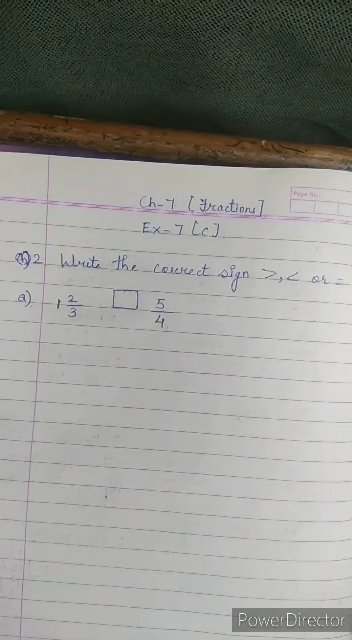 Page No.
Ch-7 [Fractions]
Ex-7 [C]
Q2 Write the correct sign >, < or =
a) 1 2/3 □ 5/4
PowerDirector